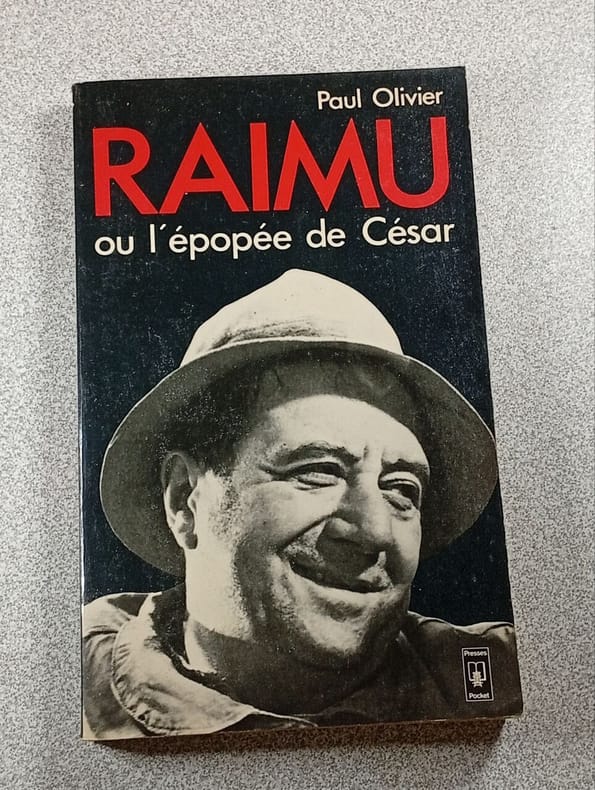 Paul Olivier
RAIMU
ou l'épopée de César
Presses
Pocket